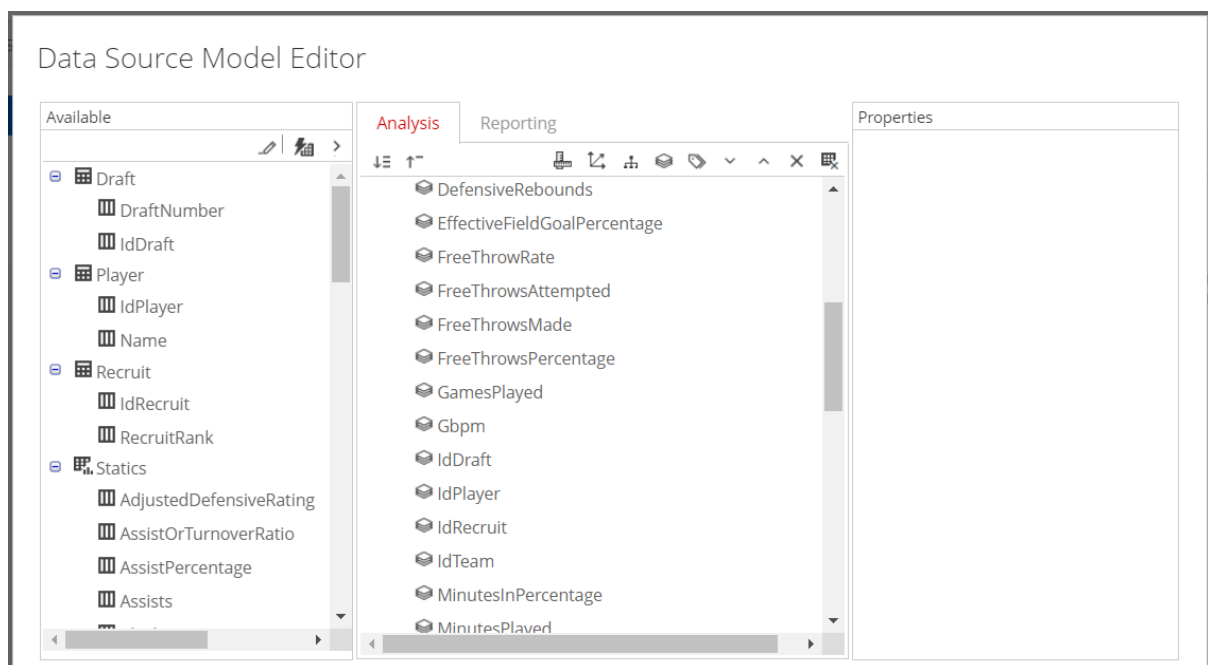 Data Source Model Editor
Available
Draft
DraftNumber
IdDraft
Player
IdPlayer
Name
Recruit
IdRecruit
RecruitRank
Statics
AdjustedDefensiveRating
AssistOrTurnoverRatio
AssistPercentage
Assists
Analysis
Reporting
DefensiveRebounds
EffectiveFieldGoalPercentage
FreeThrowRate
FreeThrowsAttempted
FreeThrowsMade
FreeThrowsPercentage
GamesPlayed
Gbpm
IdDraft
IdPlayer
IdRecruit
IdTeam
MinutesInPercentage
MinutesPlayed
Properties